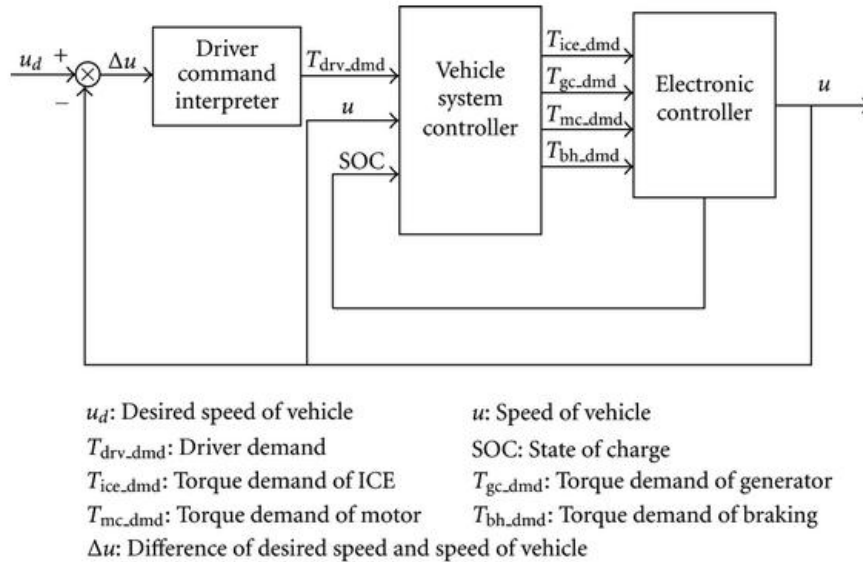 u_d + Δu
−
Driver
command
interpreter
T_drv_dmd
u
SOC
Vehicle
system
controller
T_ice_dmd
T_gc_dmd
T_mc_dmd
T_bh_dmd
Electronic
controller
u
u_d: Desired speed of vehicle
u: Speed of vehicle
T_drv_dmd: Driver demand
SOC: State of charge
T_ice_dmd: Torque demand of ICE
T_gc_dmd: Torque demand of generator
T_mc_dmd: Torque demand of motor
T_bh_dmd: Torque demand of braking
Δu: Difference of desired speed and speed of vehicle